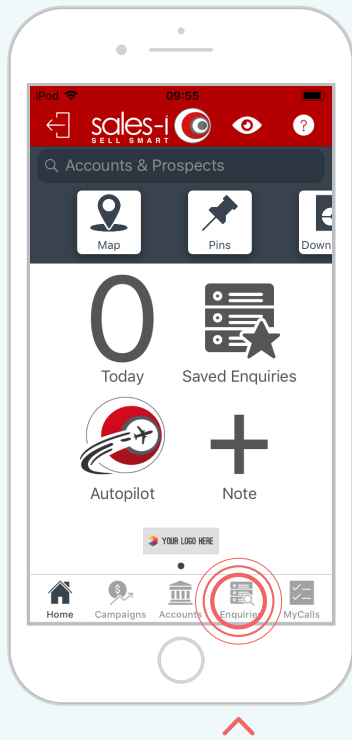 iPod 09:55
sales-i
SELL SMART
?
Accounts & Prospects
Map Pins Down
0
Today Saved Enquiries
Autopilot Note
YOUR LOGO HERE
Home Campaigns Accounts Enquiries MyCalls